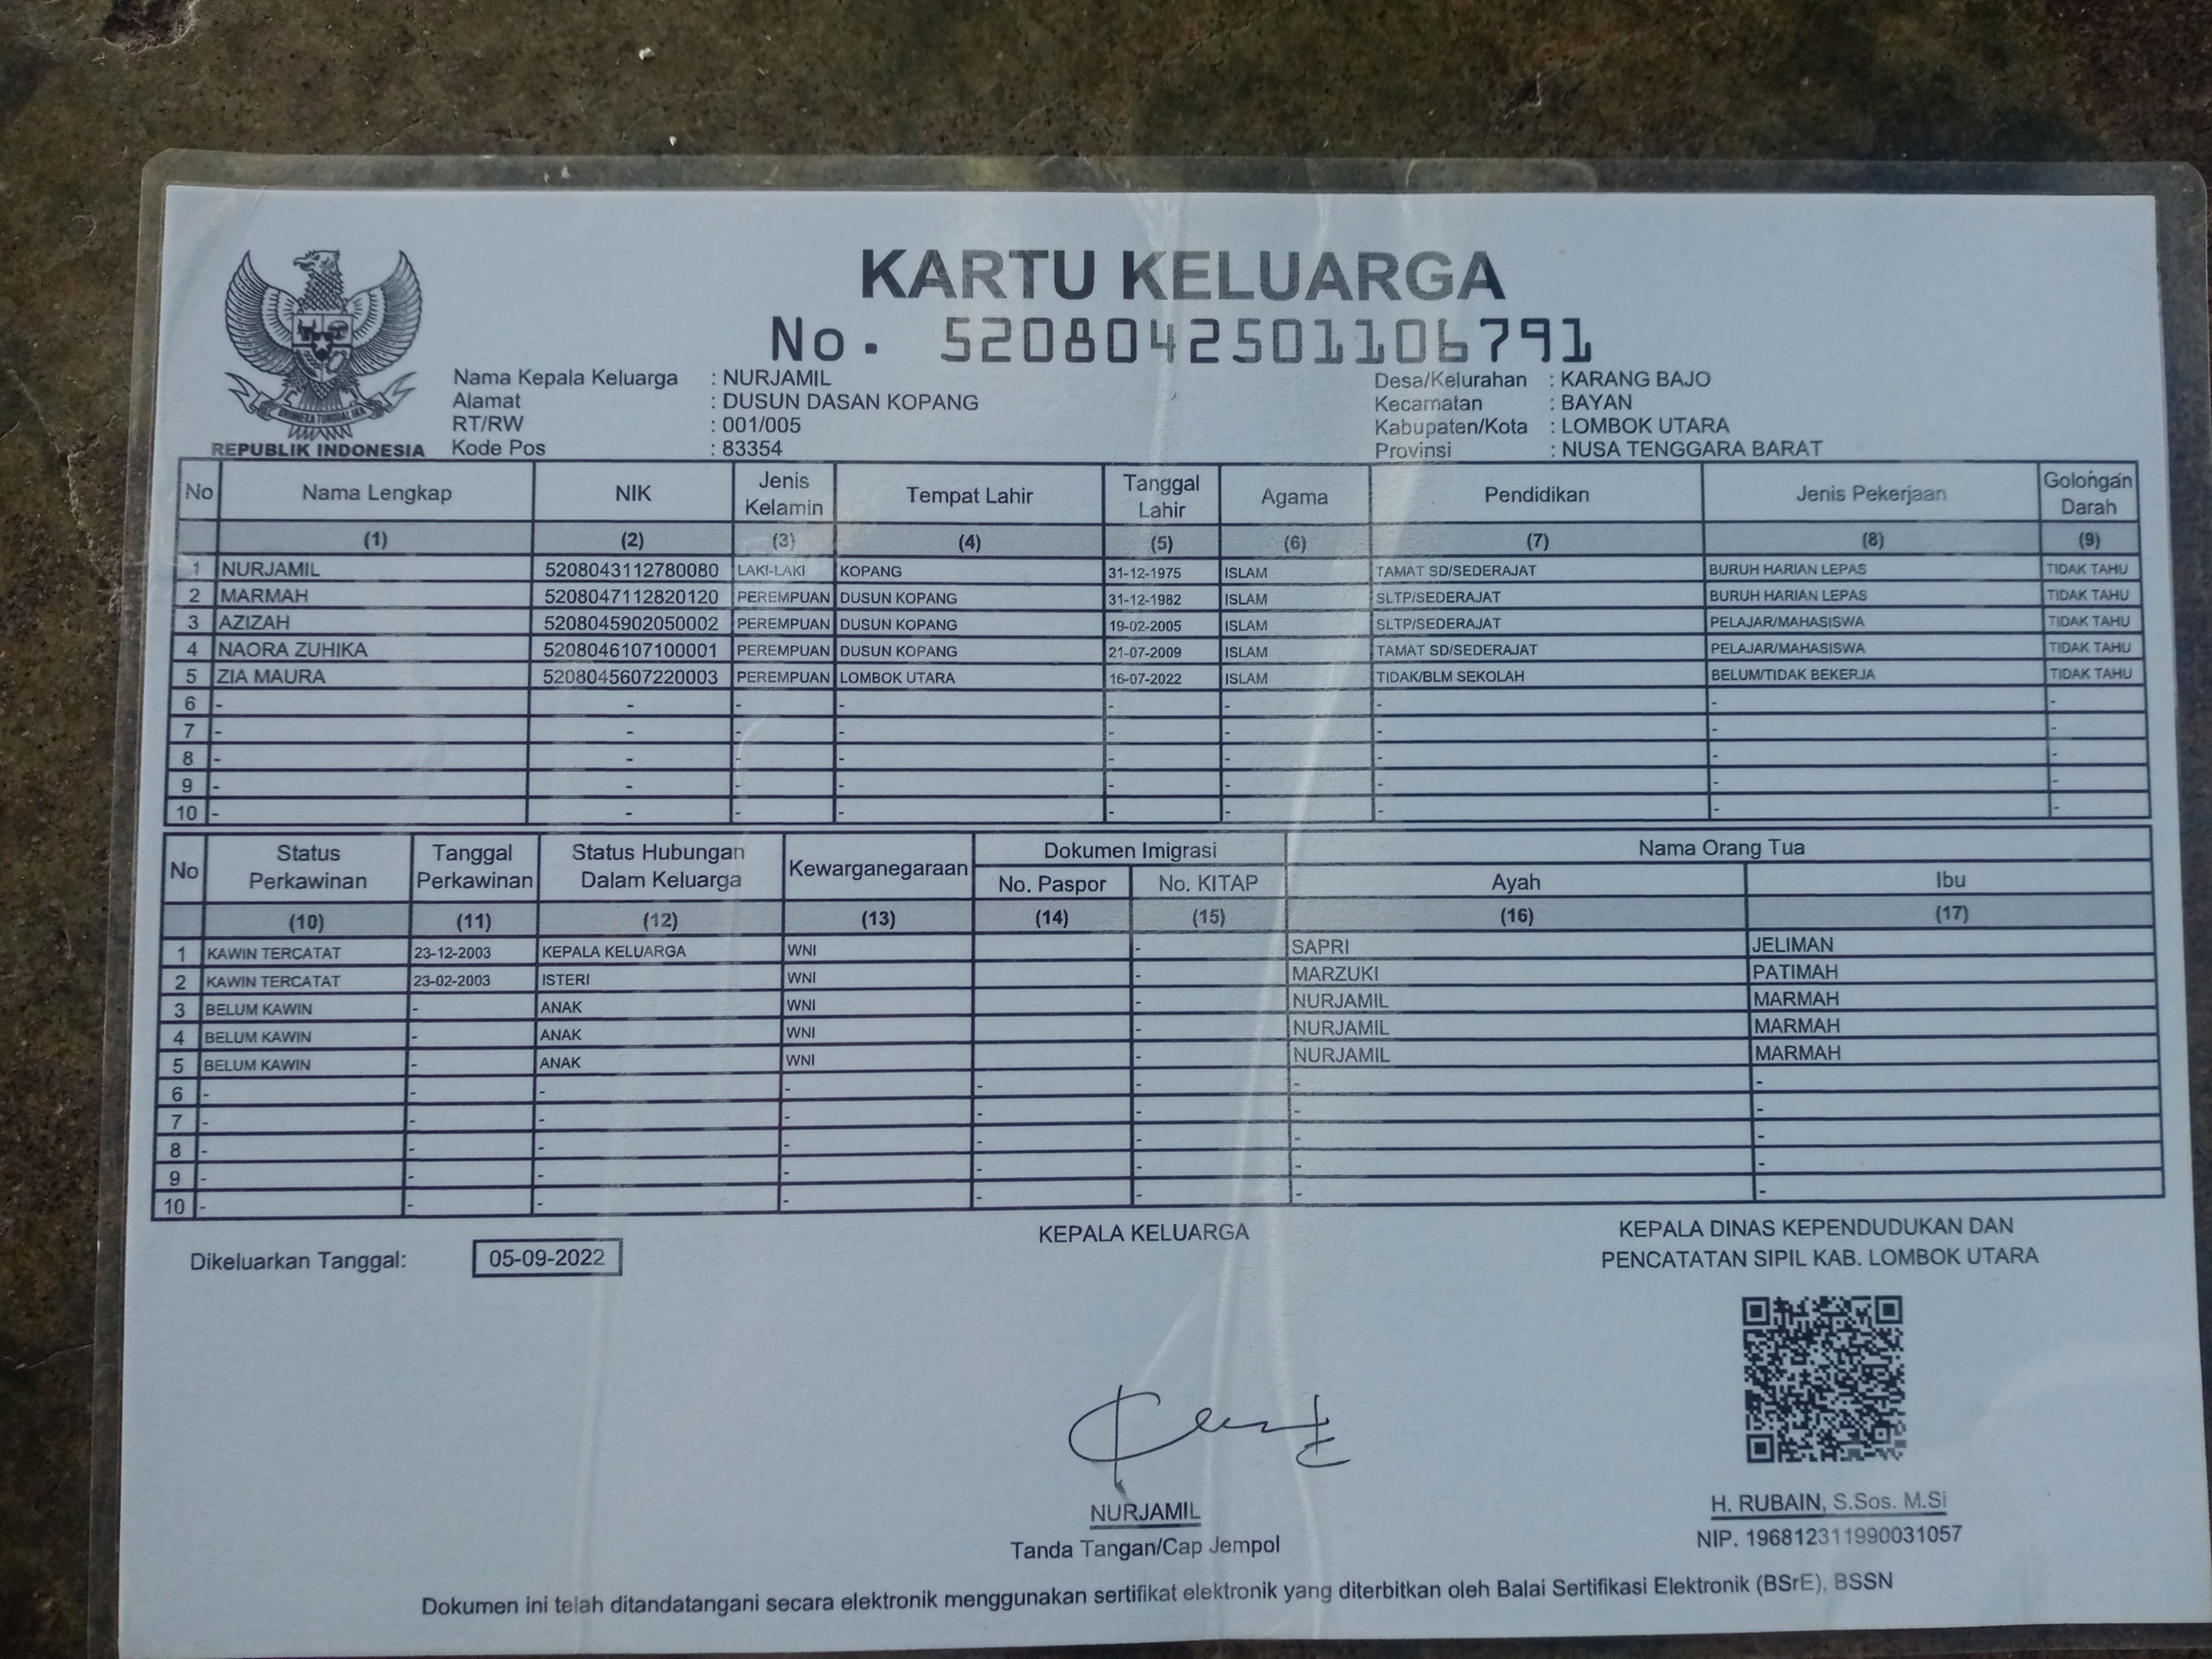 KARTU KELUARGA
No. 5208042501106791
Nama Kepala Keluarga : NURJAMIL
Alamat : DUSUN DASAN KOPANG
RT/RW : 001/005
Kode Pos : 83354
Desa/Kelurahan : KARANG BAJO
Kecamatan : BAYAN
Kabupaten/Kota : LOMBOK UTARA
Provinsi : NUSA TENGGARA BARAT
BHINNEKA TUNGGAL IKA
REPUBLIK INDONESIA
No Nama Lengkap NIK Jenis Kelamin Tempat Lahir Tanggal Lahir Agama Pendidikan Jenis Pekerjaan Golongan Darah
(1) (2) (3) (4) (5) (6) (7) (8) (9)
1 NURJAMIL 5208043112780080 LAKI-LAKI KOPANG 31-12-1975 ISLAM TAMAT SD/SEDERAJAT BURUH HARIAN LEPAS TIDAK TAHU
2 MARMAH 5208047112820120 PEREMPUAN DUSUN KOPANG 31-12-1982 ISLAM SLTP/SEDERAJAT BURUH HARIAN LEPAS TIDAK TAHU
3 AZIZAH 5208045902050002 PEREMPUAN DUSUN KOPANG 19-02-2005 ISLAM SLTP/SEDERAJAT PELAJAR/MAHASISWA TIDAK TAHU
4 NAORA ZUHIKA 5208046107100001 PEREMPUAN DUSUN KOPANG 21-07-2009 ISLAM TAMAT SD/SEDERAJAT PELAJAR/MAHASISWA TIDAK TAHU
5 ZIA MAURA 5208045607220003 PEREMPUAN LOMBOK UTARA 16-07-2022 ISLAM TIDAK/BLM SEKOLAH BELUM/TIDAK BEKERJA TIDAK TAHU
6 - - - - - - - - -
7 - - - - - - - - -
8 - - - - - - - - -
9 - - - - - - - - -
10 - - - - - - - - -
No Status Perkawinan Tanggal Perkawinan Status Hubungan Dalam Keluarga Kewarganegaraan Dokumen Imigrasi Nama Orang Tua
No. Paspor No. KITAP Ayah Ibu
(10) (11) (12) (13) (14) (15) (16) (17)
1 KAWIN TERCATAT 23-12-2003 KEPALA KELUARGA WNI - SAPRI JELIMAN
2 KAWIN TERCATAT 23-02-2003 ISTERI WNI - MARZUKI PATIMAH
3 BELUM KAWIN - ANAK WNI - NURJAMIL MARMAH
4 BELUM KAWIN - ANAK WNI - NURJAMIL MARMAH
5 BELUM KAWIN - ANAK WNI - NURJAMIL MARMAH
6 - - - - - - - -
7 - - - - - - - -
8 - - - - - - - -
9 - - - - - - - -
10 - - - - - - - -
Dikeluarkan Tanggal: 05-09-2022
KEPALA KELUARGA
NURJAMIL
Tanda Tangan/Cap Jempol
KEPALA DINAS KEPENDUDUKAN DAN
PENCATATAN SIPIL KAB. LOMBOK UTARA
H. RUBAIN, S.Sos. M.Si
NIP. 196812311990031057
Dokumen ini telah ditandatangani secara elektronik menggunakan sertifikat elektronik yang diterbitkan oleh Balai Sertifikasi Elektronik (BSrE), BSSN